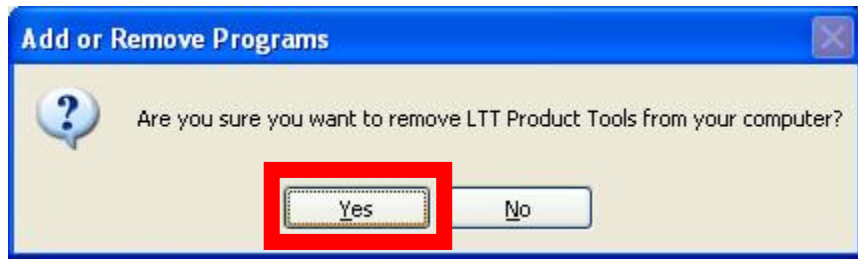 Add or Remove Programs
Are you sure you want to remove LTT Product Tools from your computer?
Yes No